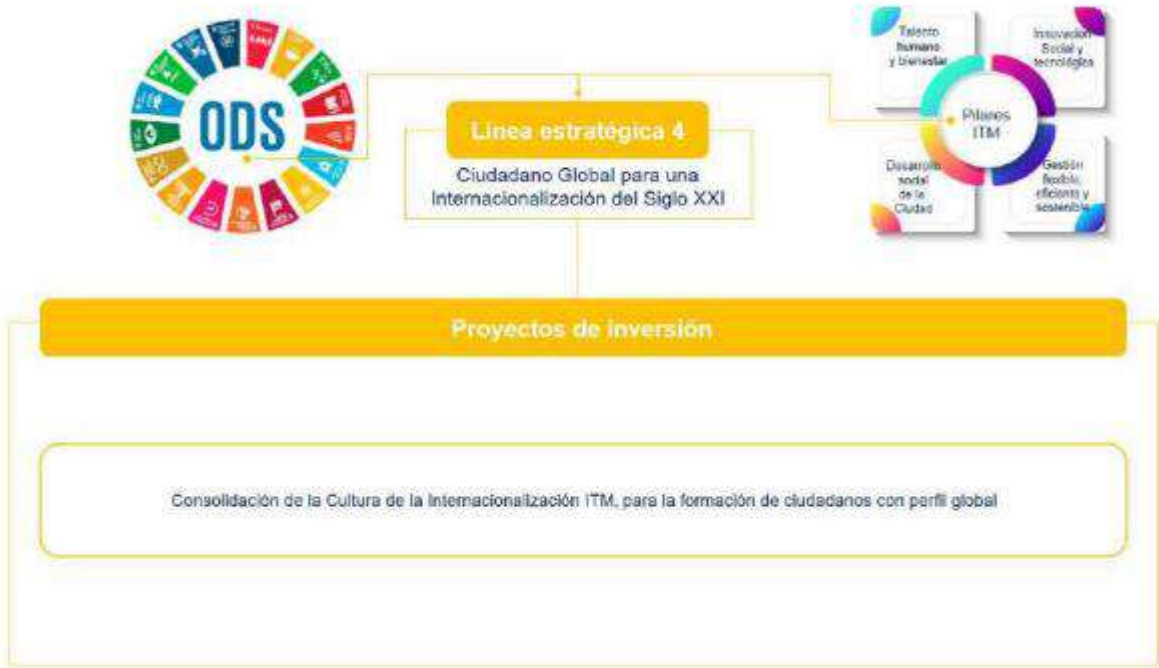 ODS
Línea estratégica 4
Ciudadano Global para una
Internacionalización del Siglo XXI
Talento
humano
y bienestar
Innovación
Social y
tecnológica
Pilares
ITM
Desarrollo
social
de la
Ciudad
Gestión
flexible,
eficiente y
sostenible
Proyectos de inversión
Consolidación de la Cultura de la Internacionalización ITM, para la formación de ciudadanos con perfil global